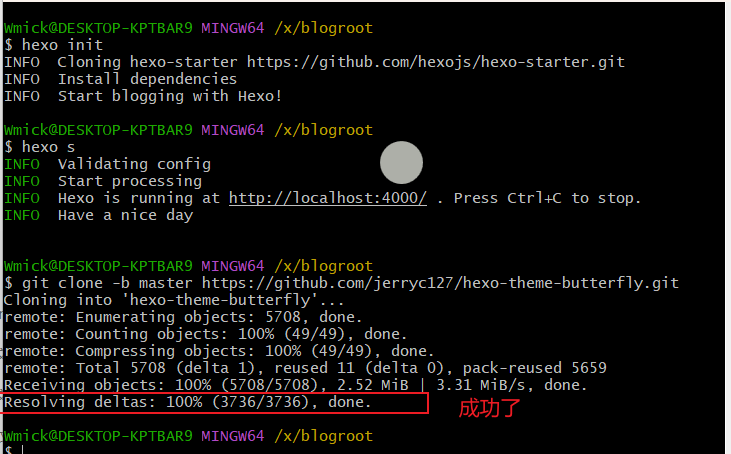 Wmick@DESKTOP-KPTBAR9 MINGW64 /x/blogroot
$ hexo init
INFO  Cloning hexo-starter https://github.com/hexojs/hexo-starter.git
INFO  Install dependencies
INFO  Start blogging with Hexo!
Wmick@DESKTOP-KPTBAR9 MINGW64 /x/blogroot
$ hexo s
INFO  Validating config
INFO  Start processing
INFO  Hexo is running at http://localhost:4000/ . Press Ctrl+C to stop.
INFO  Have a nice day
Wmick@DESKTOP-KPTBAR9 MINGW64 /x/blogroot
$ git clone -b master https://github.com/jerryc127/hexo-theme-butterfly.git
Cloning into 'hexo-theme-butterfly'...
remote: Enumerating objects: 5708, done.
remote: Counting objects: 100% (49/49), done.
remote: Compressing objects: 100% (49/49), done.
remote: Total 5708 (delta 1), reused 11 (delta 0), pack-reused 5659
Receiving objects: 100% (5708/5708), 2.52 MiB | 3.31 MiB/s, done.
Resolving deltas: 100% (3736/3736), done.
成功了
Wmick@DESKTOP-KPTBAR9 MINGW64 /x/blogroot
$